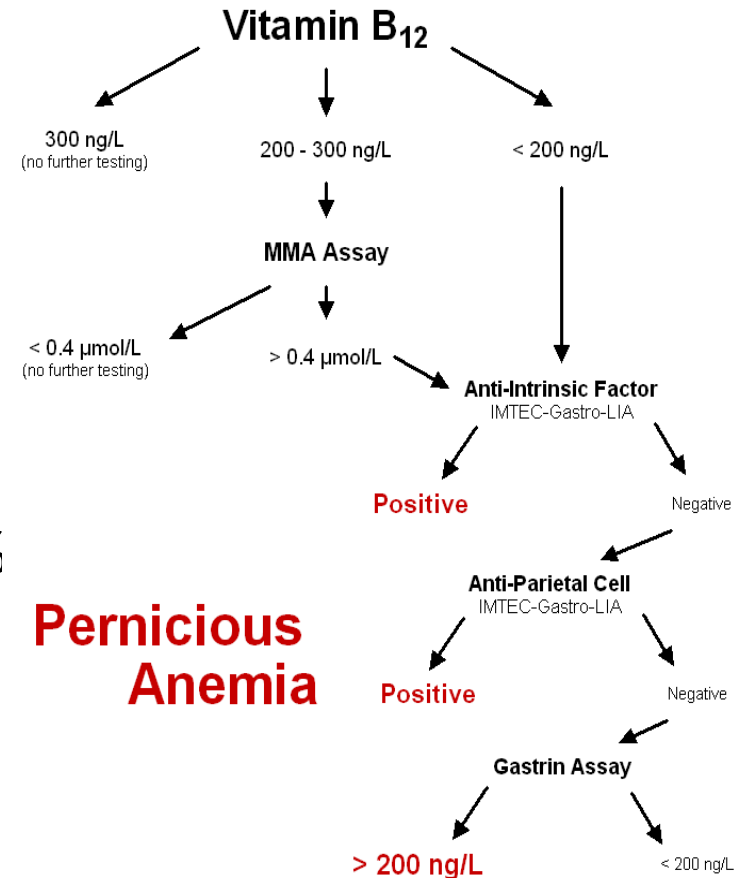 Vitamin B12
300 ng/L
(no further testing)
200 - 300 ng/L
< 200 ng/L
MMA Assay
< 0.4 µmol/L
(no further testing)
> 0.4 µmol/L
Anti-Intrinsic Factor
IMTEC-Gastro-LIA
Positive
Negative
Anti-Parietal Cell
IMTEC-Gastro-LIA
Pernicious
Anemia
Positive
Negative
Gastrin Assay
> 200 ng/L
< 200 ng/L